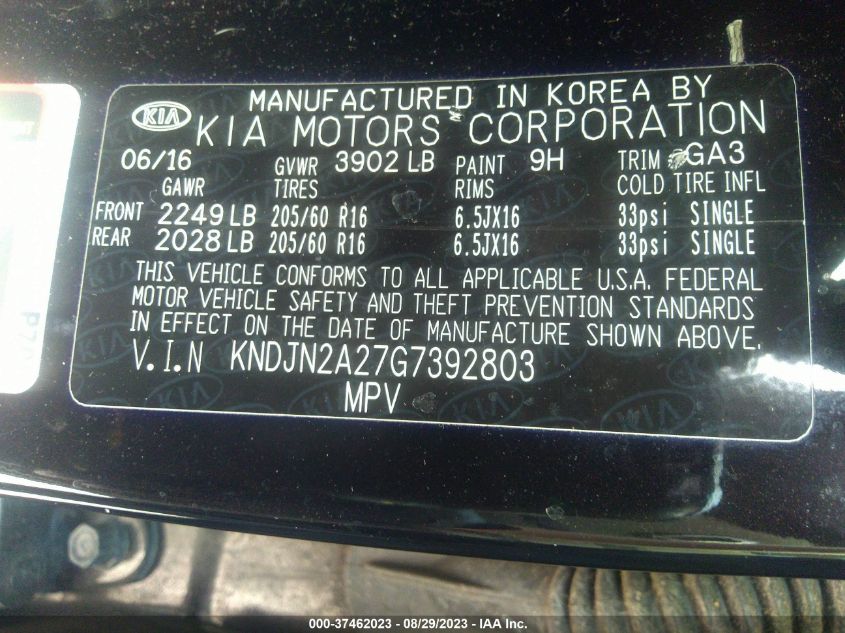 KIA
MANUFACTURED IN KOREA BY
KIA MOTORS CORPORATION
06/16 GVWR 3902 LB PAINT 9H TRIM GA3
GAWR TIRES RIMS COLD TIRE INFL
FRONT 2249 LB 205/60 R16 6.5JX16 33psi SINGLE
REAR 2028 LB 205/60 R16 6.5JX16 33psi SINGLE
THIS VEHICLE CONFORMS TO ALL APPLICABLE U.S.A. FEDERAL
MOTOR VEHICLE SAFETY AND THEFT PREVENTION STANDARDS
IN EFFECT ON THE DATE OF MANUFACTURE SHOWN ABOVE.
V.I.N KNDJN2A27G7392803
MPV
000-37462023 - 08/29/2023 - IAA Inc.